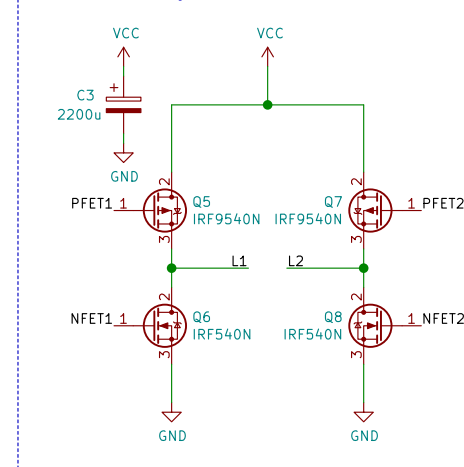 VCC
VCC
+
C3
2200u
GND
2
2
PFET1 1
Q5
IRF9540N
Q7
IRF9540N
1 PFET2
3
3
L1
L2
2
2
NFET1 1
Q6
IRF540N
Q8
IRF540N
1 NFET2
3
3
GND
GND